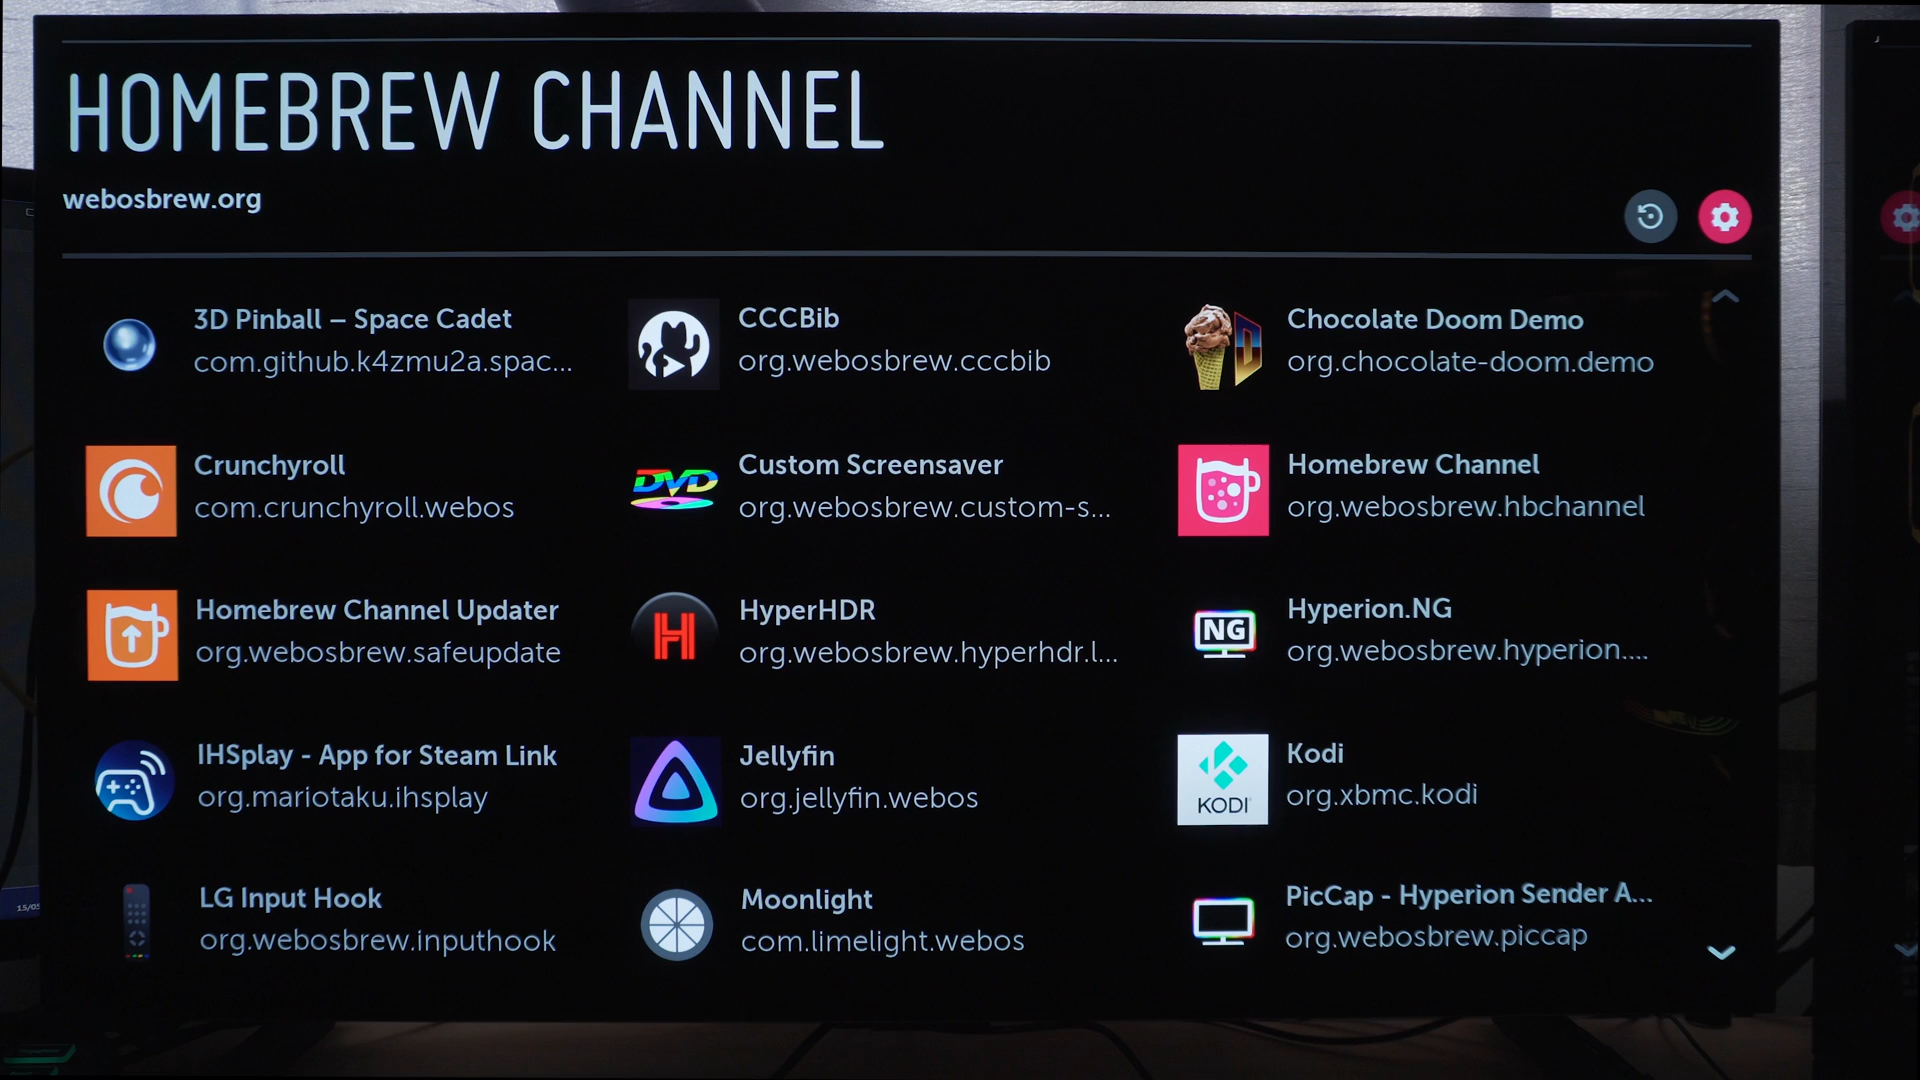 HOMEBREW CHANNEL
webosbrew.org
3D Pinball – Space Cadet
com.github.k4zmu2a.spac...
CCCBib
org.webosbrew.cccbib
Chocolate Doom Demo
org.chocolate-doom.demo
D
Crunchyroll
com.crunchyroll.webos
DVD
Custom Screensaver
org.webosbrew.custom-s...
Homebrew Channel
org.webosbrew.hbchannel
Homebrew Channel Updater
org.webosbrew.safeupdate
H
HyperHDR
org.webosbrew.hyperhdr.l...
NG
Hyperion.NG
org.webosbrew.hyperion....
IHSplay - App for Steam Link
org.mariotaku.ihsplay
Jellyfin
org.jellyfin.webos
KODI
Kodi
org.xbmc.kodi
LG Input Hook
org.webosbrew.inputhook
Moonlight
com.limelight.webos
PicCap - Hyperion Sender A...
org.webosbrew.piccap